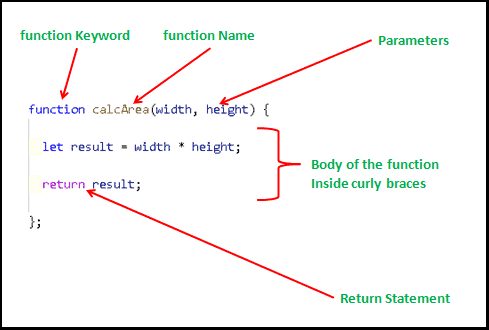 function Keyword
function Name
Parameters
function calcArea(width, height) {
let result = width * height;
Body of the function
Inside curly braces
return result;
};
Return Statement